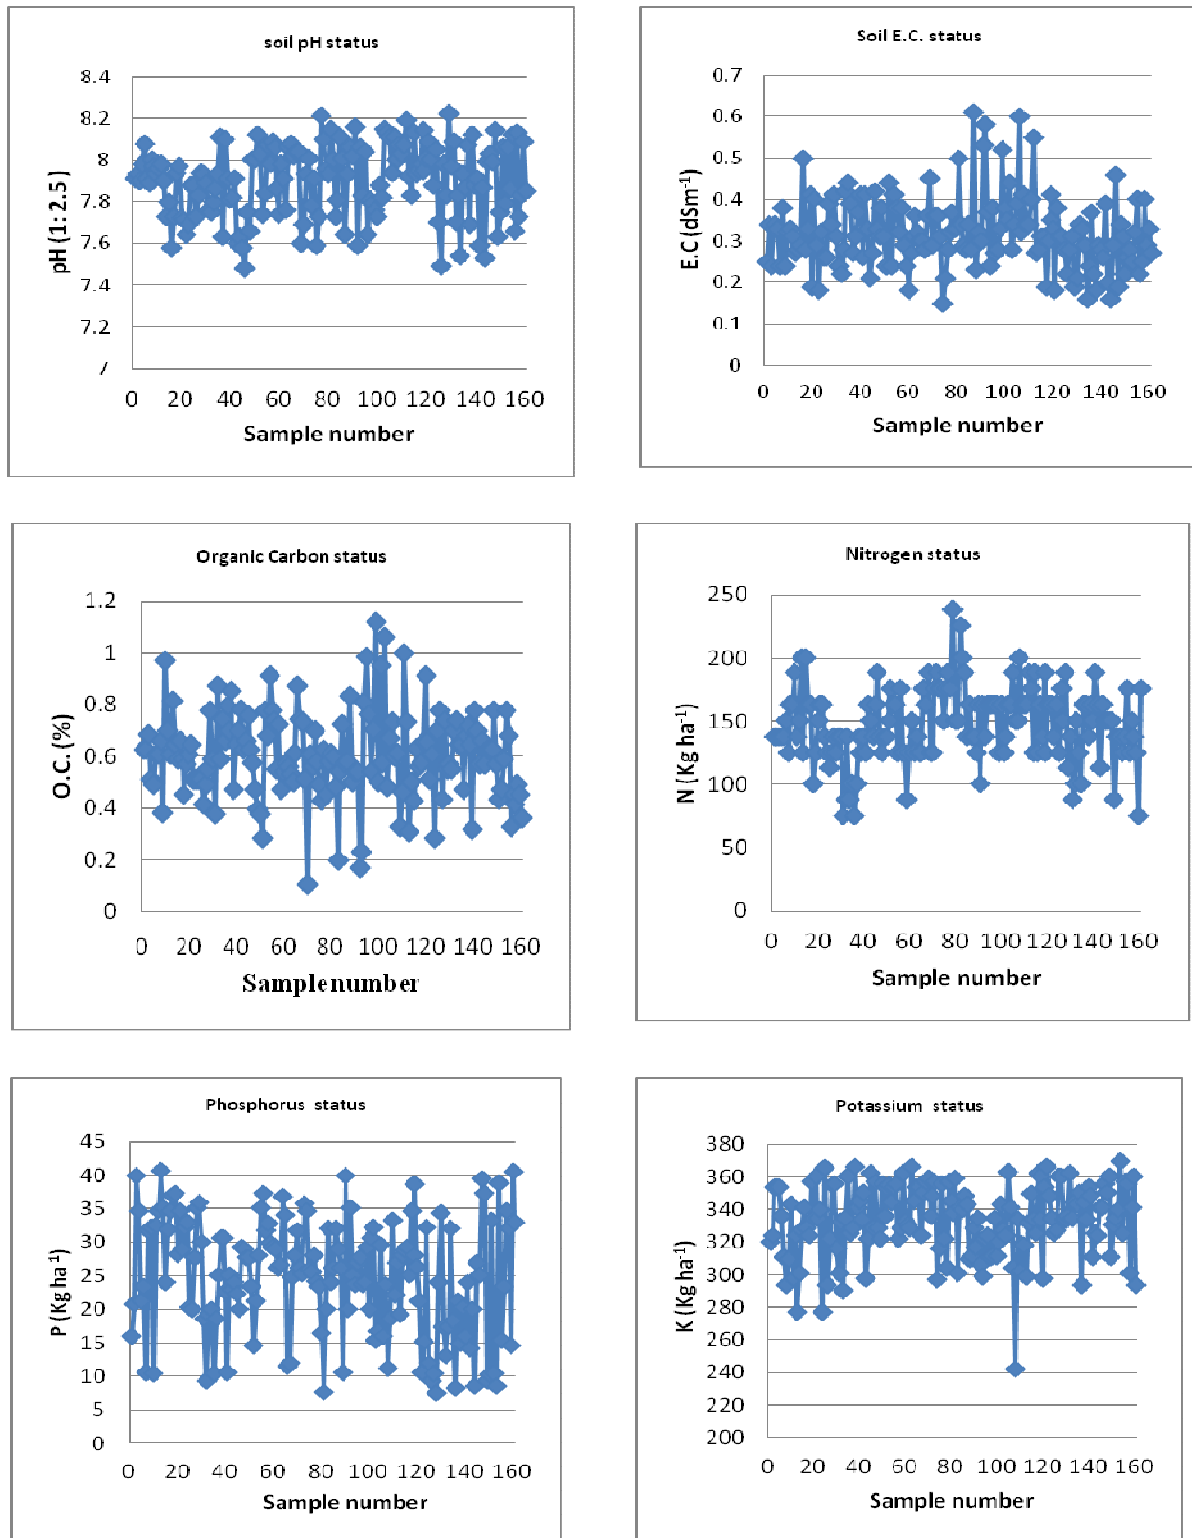 soil pH status
8.4
8.2
8
7.8
7.6
7.4
7.2
7
pH (1: 2.5)
0 20 40 60 80 100 120 140 160
Sample number
Soil E.C. status
0.7
0.6
0.5
0.4
0.3
0.2
0.1
0
E.C (dSm-1)
0 20 40 60 80 100 120 140 160
Sample number
Organic Carbon status
1.2
1
0.8
0.6
0.4
0.2
0
O.C. (%)
0 20 40 60 80 100 120 140 160
Sample number
Nitrogen status
250
200
150
100
50
0
N (Kg ha-1)
0 20 40 60 80 100 120 140 160
Sample number
Phosphorus status
45
40
35
30
25
20
15
10
5
0
P (Kg ha-1)
0 20 40 60 80 100 120 140 160
Sample number
Potassium status
380
360
340
320
300
280
260
240
220
200
K (Kg ha-1)
0 20 40 60 80 100 120 140 160
Sample number